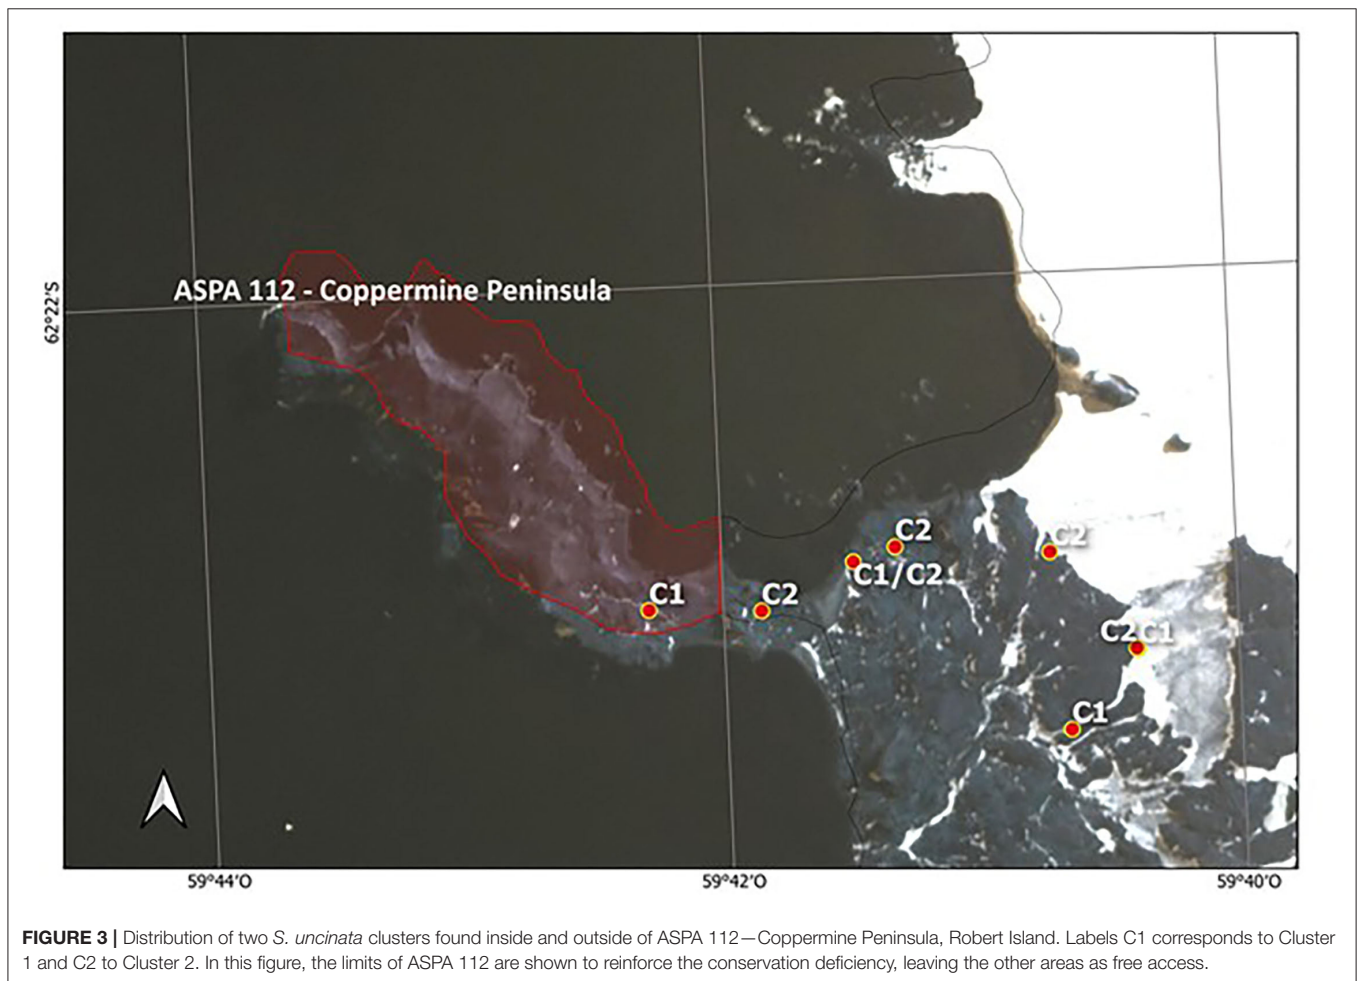 ASPA 112 - Coppermine Peninsula
62°22'S
C2
C1/C2
C2
C1
C2
C2C1
C1
59°44'O
59°42'O
59°40'O
FIGURE 3 | Distribution of two S. uncinata clusters found inside and outside of ASPA 112—Coppermine Peninsula, Robert Island. Labels C1 corresponds to Cluster
1 and C2 to Cluster 2. In this figure, the limits of ASPA 112 are shown to reinforce the conservation deficiency, leaving the other areas as free access.